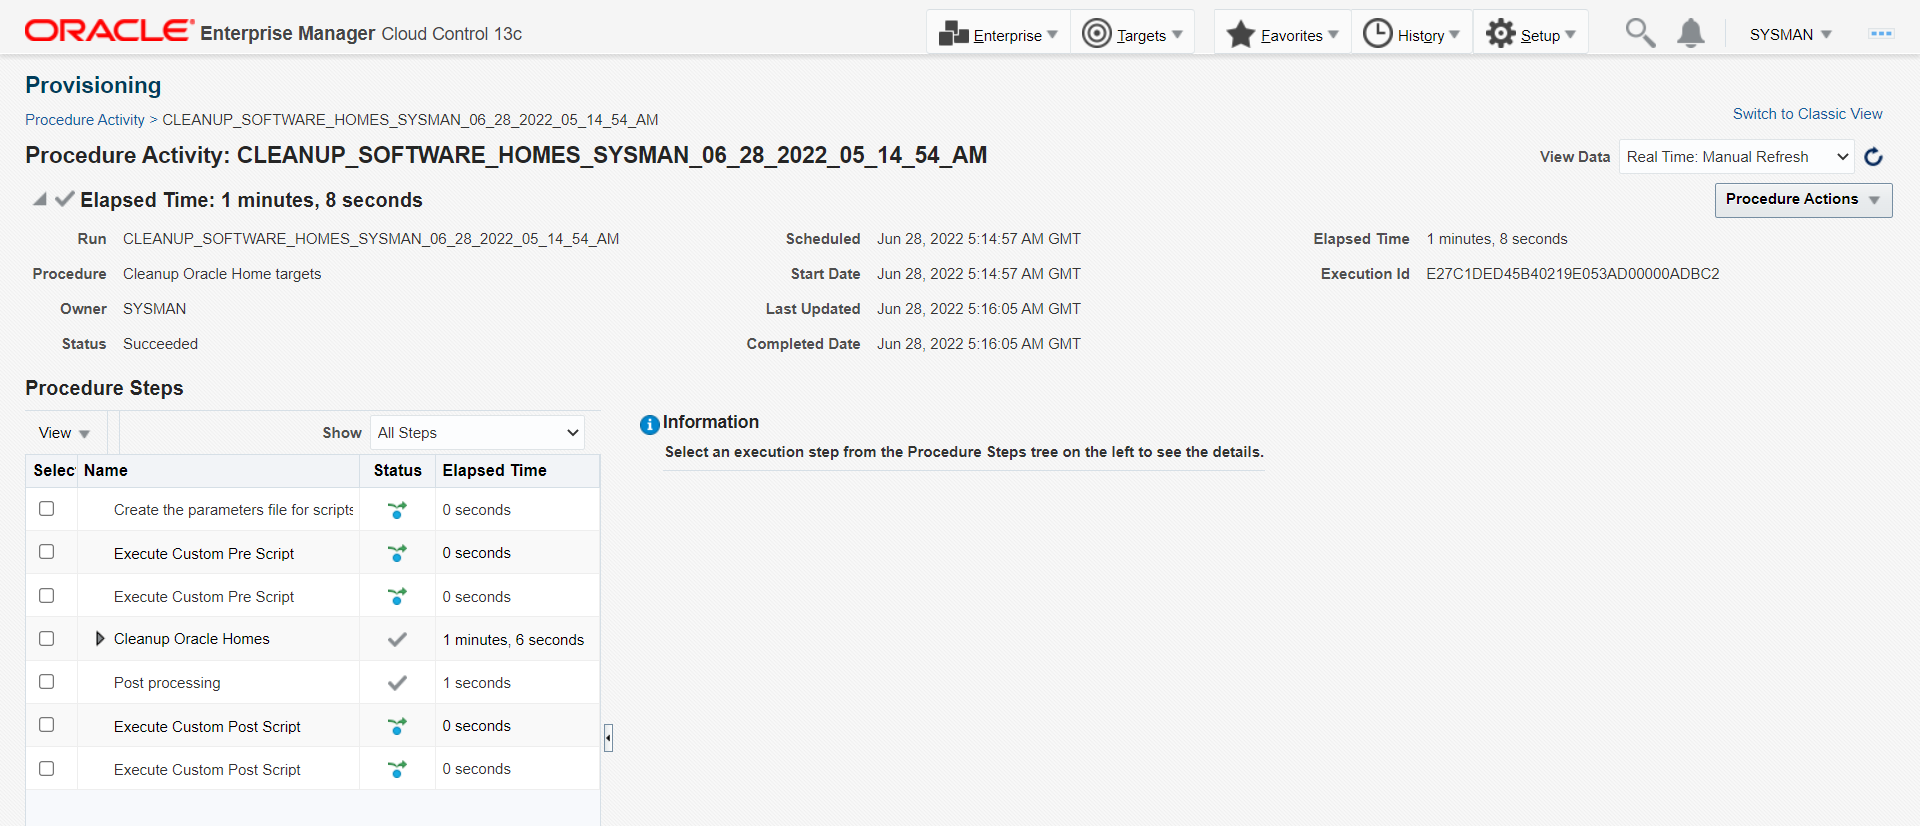 ORACLE Enterprise Manager Cloud Control 13c
Enterprise Targets Favorites History Setup SYSMAN
Provisioning
Procedure Activity > CLEANUP_SOFTWARE_HOMES_SYSMAN_06_28_2022_05_14_54_AM
Switch to Classic View
Procedure Activity: CLEANUP_SOFTWARE_HOMES_SYSMAN_06_28_2022_05_14_54_AM
View Data Real Time: Manual Refresh
Elapsed Time: 1 minutes, 8 seconds
Procedure Actions
Run CLEANUP_SOFTWARE_HOMES_SYSMAN_06_28_2022_05_14_54_AM
Procedure Cleanup Oracle Home targets
Owner SYSMAN
Status Succeeded
Scheduled Jun 28, 2022 5:14:57 AM GMT
Start Date Jun 28, 2022 5:14:57 AM GMT
Last Updated Jun 28, 2022 5:16:05 AM GMT
Completed Date Jun 28, 2022 5:16:05 AM GMT
Elapsed Time 1 minutes, 8 seconds
Execution Id E27C1DED45B40219E053AD00000ADBC2
Procedure Steps
View Show All Steps
Selec Name Status Elapsed Time
Create the parameters file for scripts 0 seconds
Execute Custom Pre Script 0 seconds
Execute Custom Pre Script 0 seconds
Cleanup Oracle Homes 1 minutes, 6 seconds
Post processing 1 seconds
Execute Custom Post Script 0 seconds
Execute Custom Post Script 0 seconds
Information
Select an execution step from the Procedure Steps tree on the left to see the details.